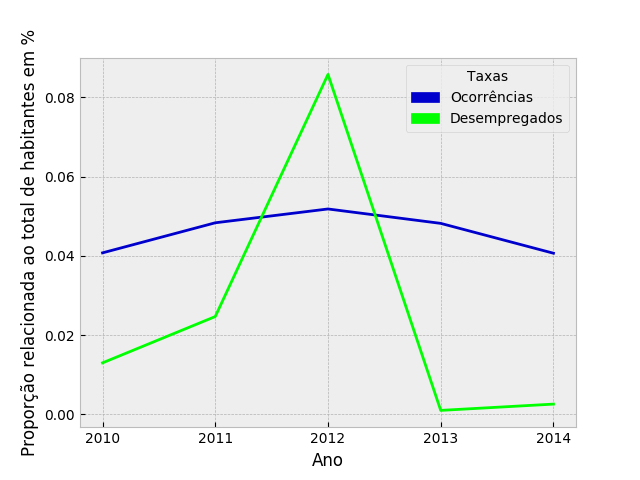 Proporção relacionada ao total de habitantes em %
Taxas
Ocorrências
Desempregados
0.08
0.06
0.04
0.02
0.00
2010 2011 2012 2013 2014
Ano